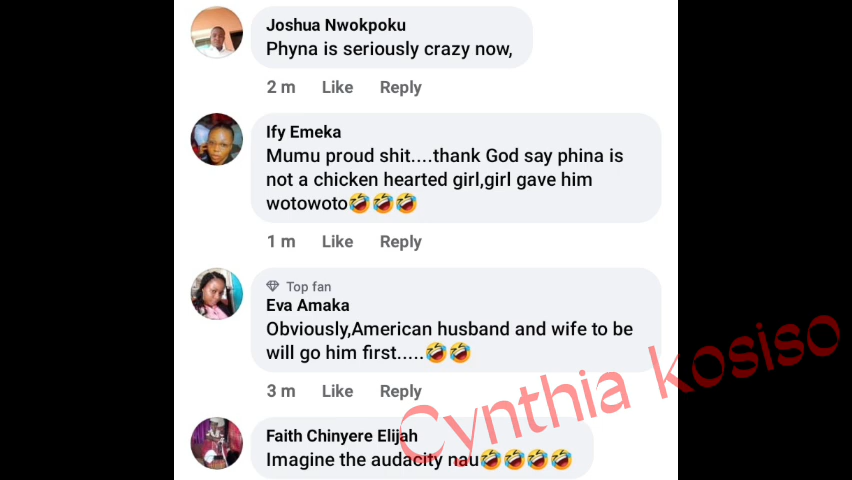 Joshua Nwokpoku
Phyna is seriously crazy now,
2 m Like Reply
Ify Emeka
Mumu proud shit....thank God say phina is
not a chicken hearted girl,girl gave him
wotowoto🤣🤣🤣
1 m Like Reply
Top fan
Eva Amaka
Obviously,American husband and wife to be
will go him first.....🤣🤣
3 m Like Reply
Faith Chinyere Elijah
Imagine the audacity nau🤣🤣🤣🤣
Cynthia kosiso